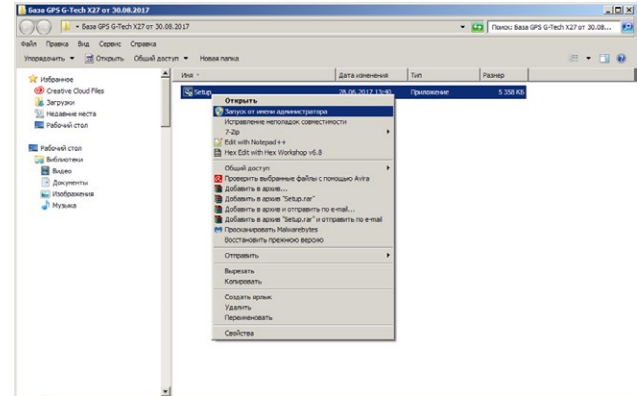 База GPS G-Tech X27 от 30.08.2017
База GPS G-Tech X27 от 30.08.2017
Поиск: База GPS G-Tech X27 от 30.08...
Файл Правка Вид Сервис Справка
Упорядочить Открыть Общий доступ Новая папка
Имя Дата изменения Тип Размер
Избранное
Creative Cloud Files
Загрузки
Недавние места
Рабочий стол
Рабочий стол
Библиотеки
Видео
Документы
Изображения
Музыка
Setup 28.06.2017 13:40 Приложение 5 358 КБ
Открыть
Запуск от имени администратора
Исправление неполадок совместимости
7-Zip
Edit with Notepad++
Hex Edit with Hex Workshop v6.8
Общий доступ
Проверить выбранные файлы с помощью Avira
Добавить в архив...
Добавить в архив "Setup.rar"
Добавить в архив и отправить по e-mail...
Добавить в архив "Setup.rar" и отправить по e-mail
Просканировать Malwarebytes
Восстановить прежнюю версию
Отправить
Вырезать
Копировать
Создать ярлык
Удалить
Переименовать
Свойства